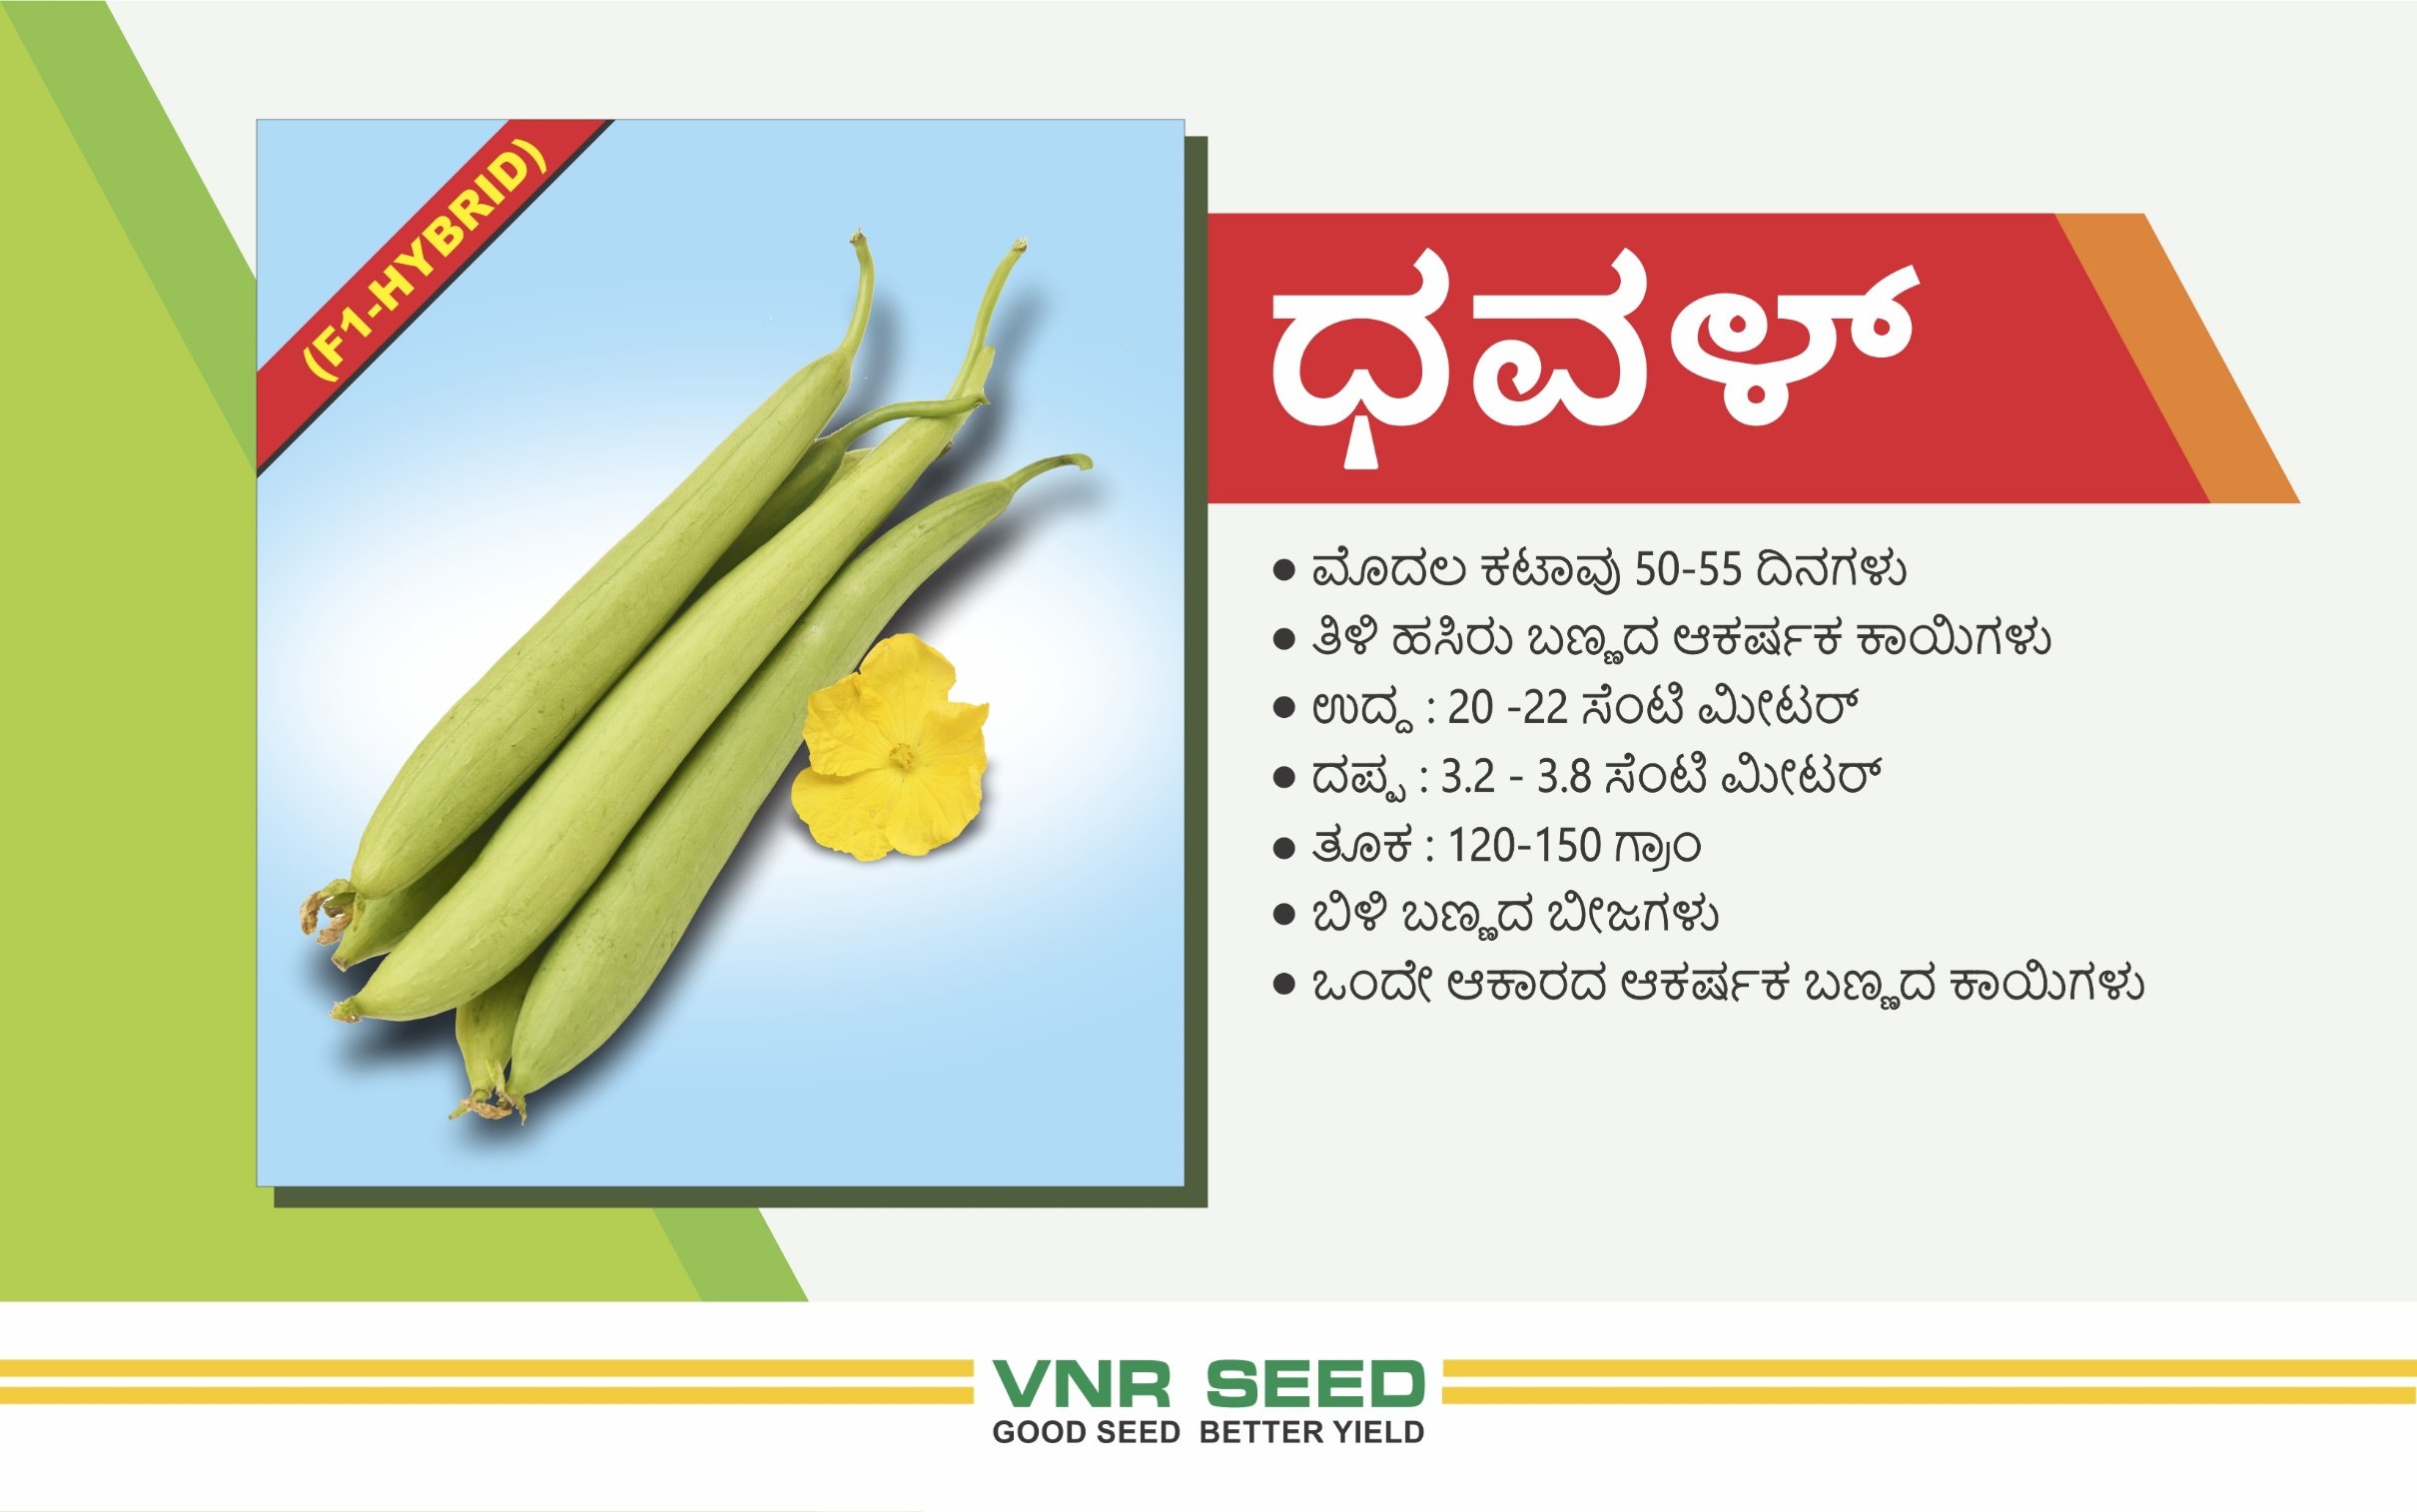 (F1-HYBRID))
ಧವಳ್
● ಮೊದಲ ಕಟಾವು 50-55 ದಿನಗಳು
● ತಿಳಿ ಹಸಿರು ಬಣ್ಣದ ಆಕರ್ಷಕ ಕಾಯಿಗಳು
● ಉದ್ದ : 20 -22 ಸೆಂಟಿ ಮೀಟರ್
● ದಪ್ಪ : 3.2 - 3.8 ಸೆಂಟಿ ಮೀಟರ್
● ತೂಕ : 120-150 ಗ್ರಾಂ
● ಬಿಳಿ ಬಣ್ಣದ ಬೀಜಗಳು
● ಒಂದೇ ಆಕಾರದ ಆಕರ್ಷಕ ಬಣ್ಣದ ಕಾಯಿಗಳು
VNR SEED
GOOD SEED BETTER YIELD